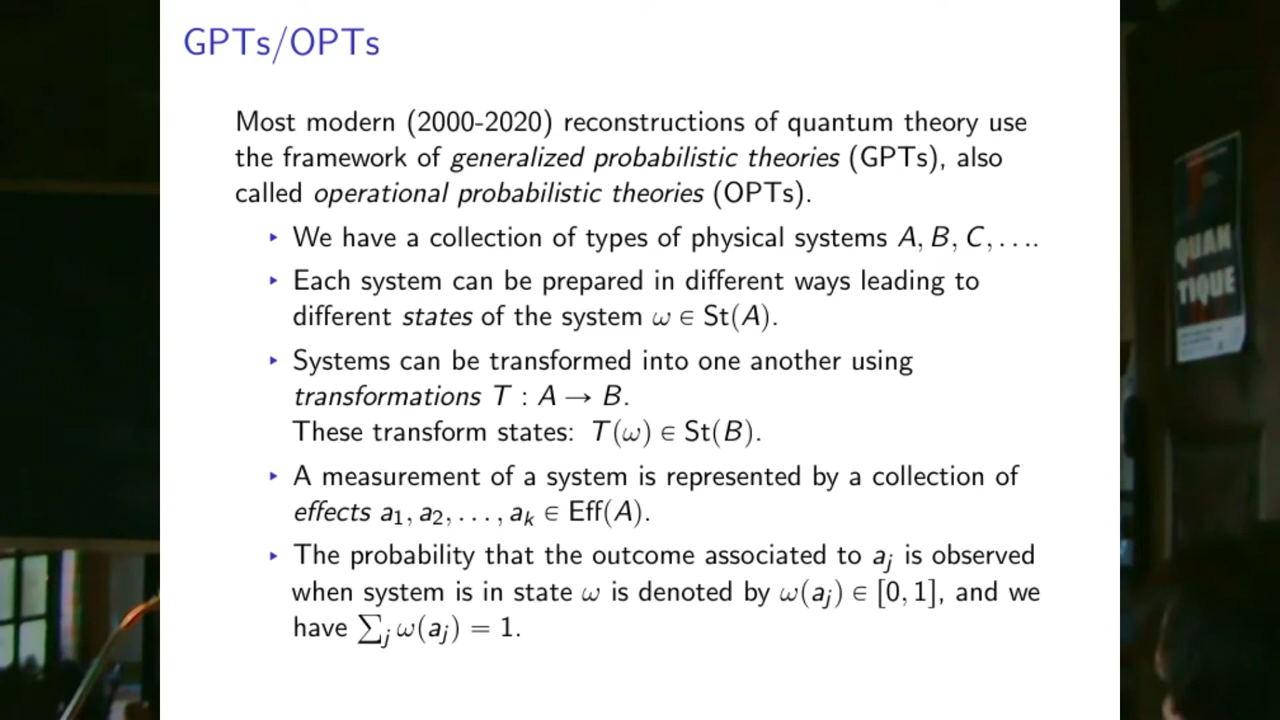 GPTs/OPTs
Most modern (2000-2020) reconstructions of quantum theory use
the framework of generalized probabilistic theories (GPTs), also
called operational probabilistic theories (OPTs).
‣ We have a collection of types of physical systems A, B, C, . . ..
‣ Each system can be prepared in different ways leading to
different states of the system ω ∈ St(A).
‣ Systems can be transformed into one another using
transformations T : A → B.
These transform states: T(ω) ∈ St(B).
‣ A measurement of a system is represented by a collection of
effects a₁, a₂, . . . , aₖ ∈ Eff(A).
‣ The probability that the outcome associated to aⱼ is observed
when system is in state ω is denoted by ω(aⱼ) ∈ [0, 1], and we
have ∑ⱼ ω(aⱼ) = 1.
QUAN
TIQUE